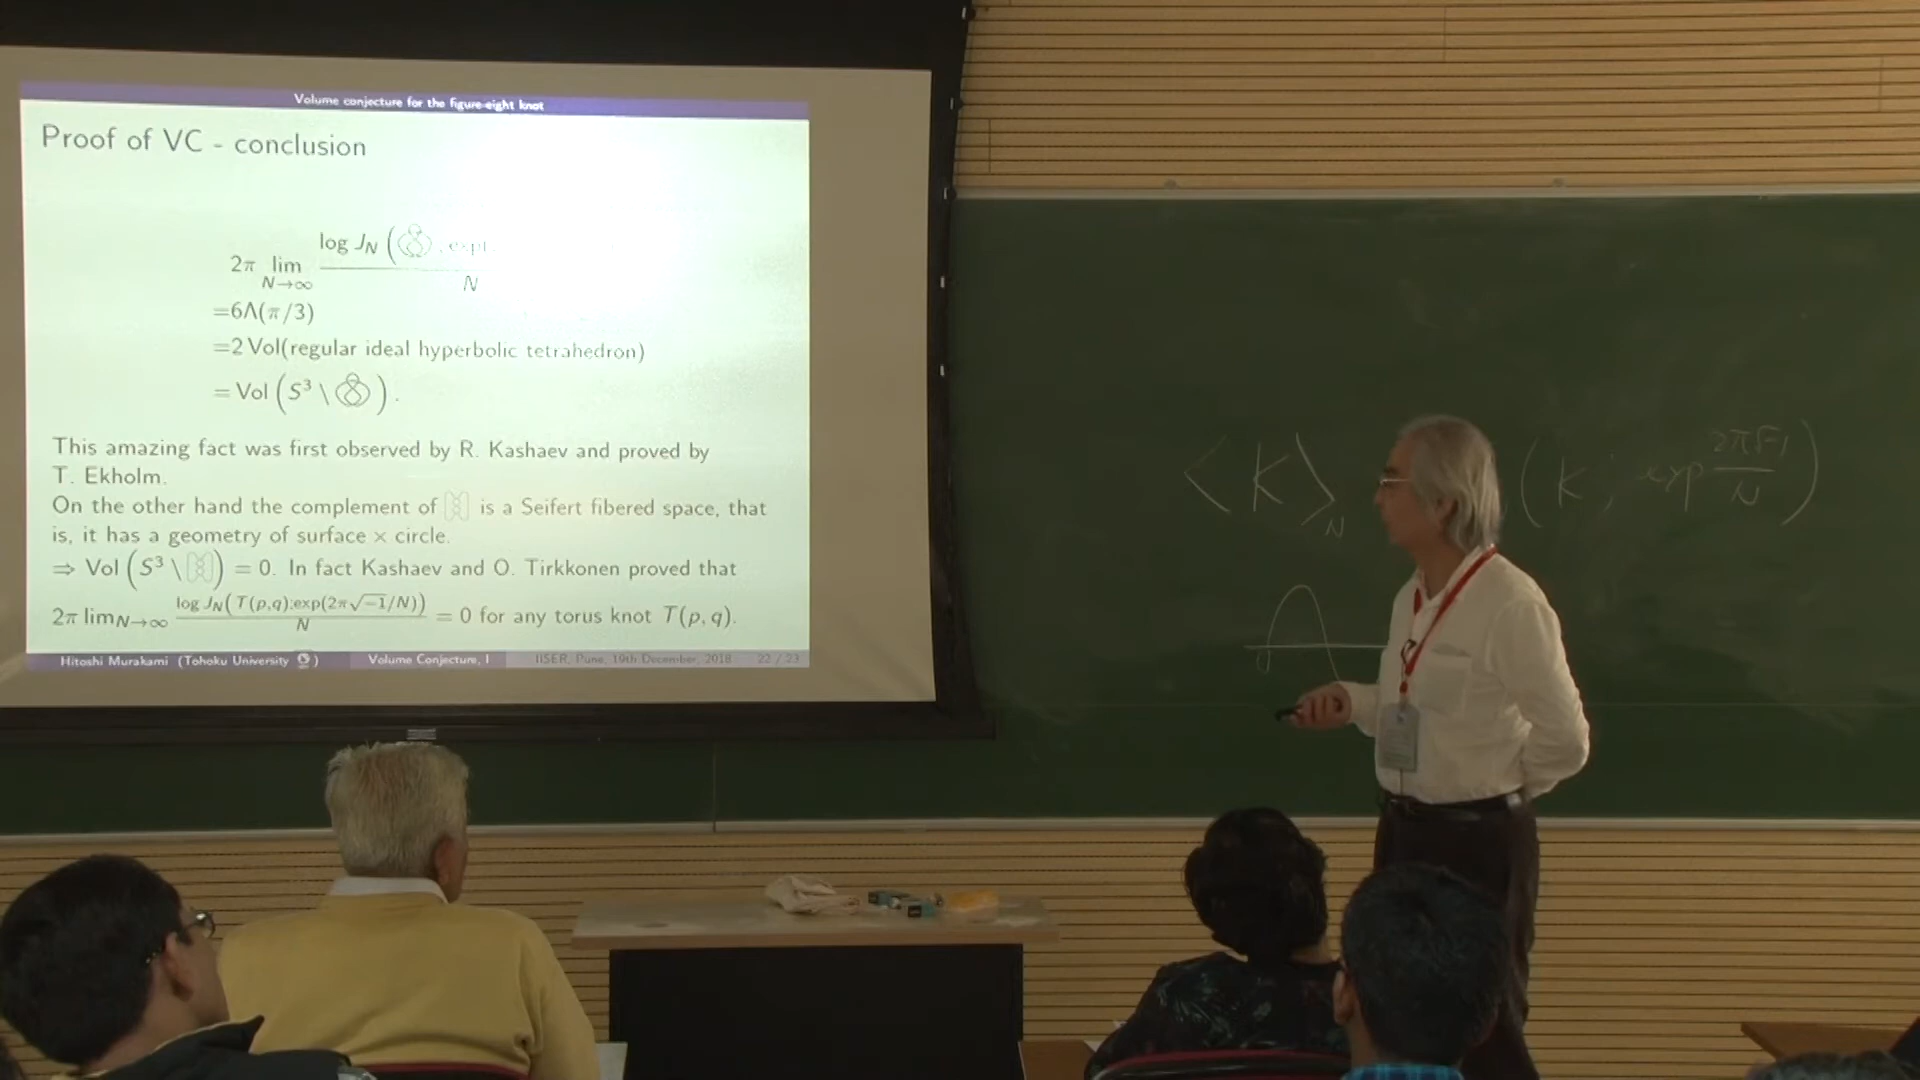 Volume conjecture for the figure-eight knot
Proof of VC - conclusion
2π lim N→∞ log J_N ( , exp( N
=6Λ(π/3)
=2 Vol(regular ideal hyperbolic tetrahedron)
= Vol ( S³ \ ) .
This amazing fact was first observed by R. Kashaev and proved by
T. Ekholm.
On the other hand the complement of is a Seifert fibered space, that
is, it has a geometry of surface × circle.
⇒ Vol ( S³ \ ) = 0. In fact Kashaev and O. Tirkkonen proved that
2π lim_{N→∞} log J_N(T(p,q);exp(2π√−1/N)) / N = 0 for any torus knot T(p, q).
Hitoshi Murakami (Tohoku University ) Volume Conjecture, I IISER, Pune, 19th December, 2018 22 / 23
<K>_N ( K ; exp 2π√-1 / N )